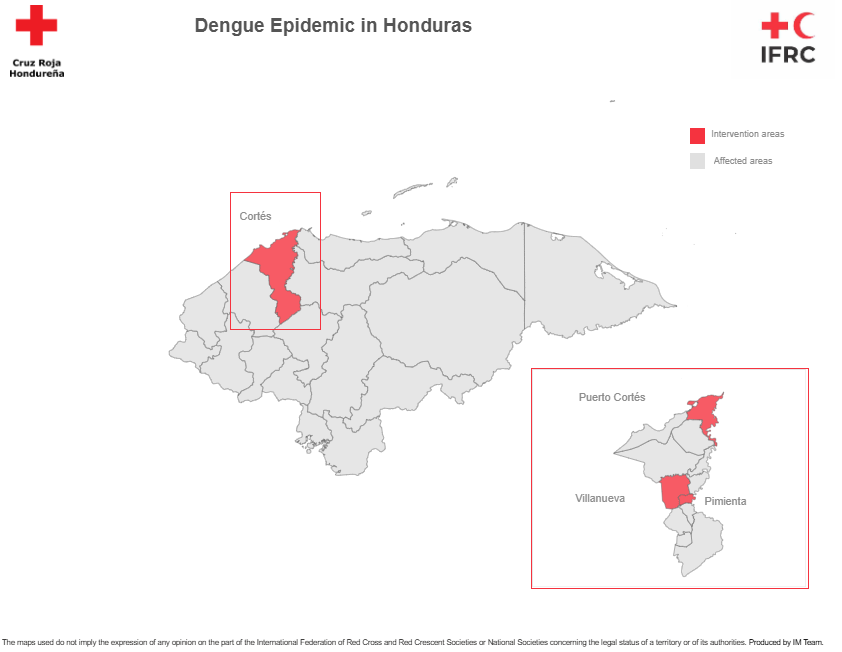 Dengue Epidemic in Honduras
Cruz Roja
Hondureña
IFRC
Intervention areas
Affected areas
Cortés
Puerto Cortés
Villanueva
Pimienta
The maps used do not imply the expression of any opinion on the part of the International Federation of Red Cross and Red Crescent Societies or National Societies concerning the legal status of a territory or of its authorities. Produced by IM Team.